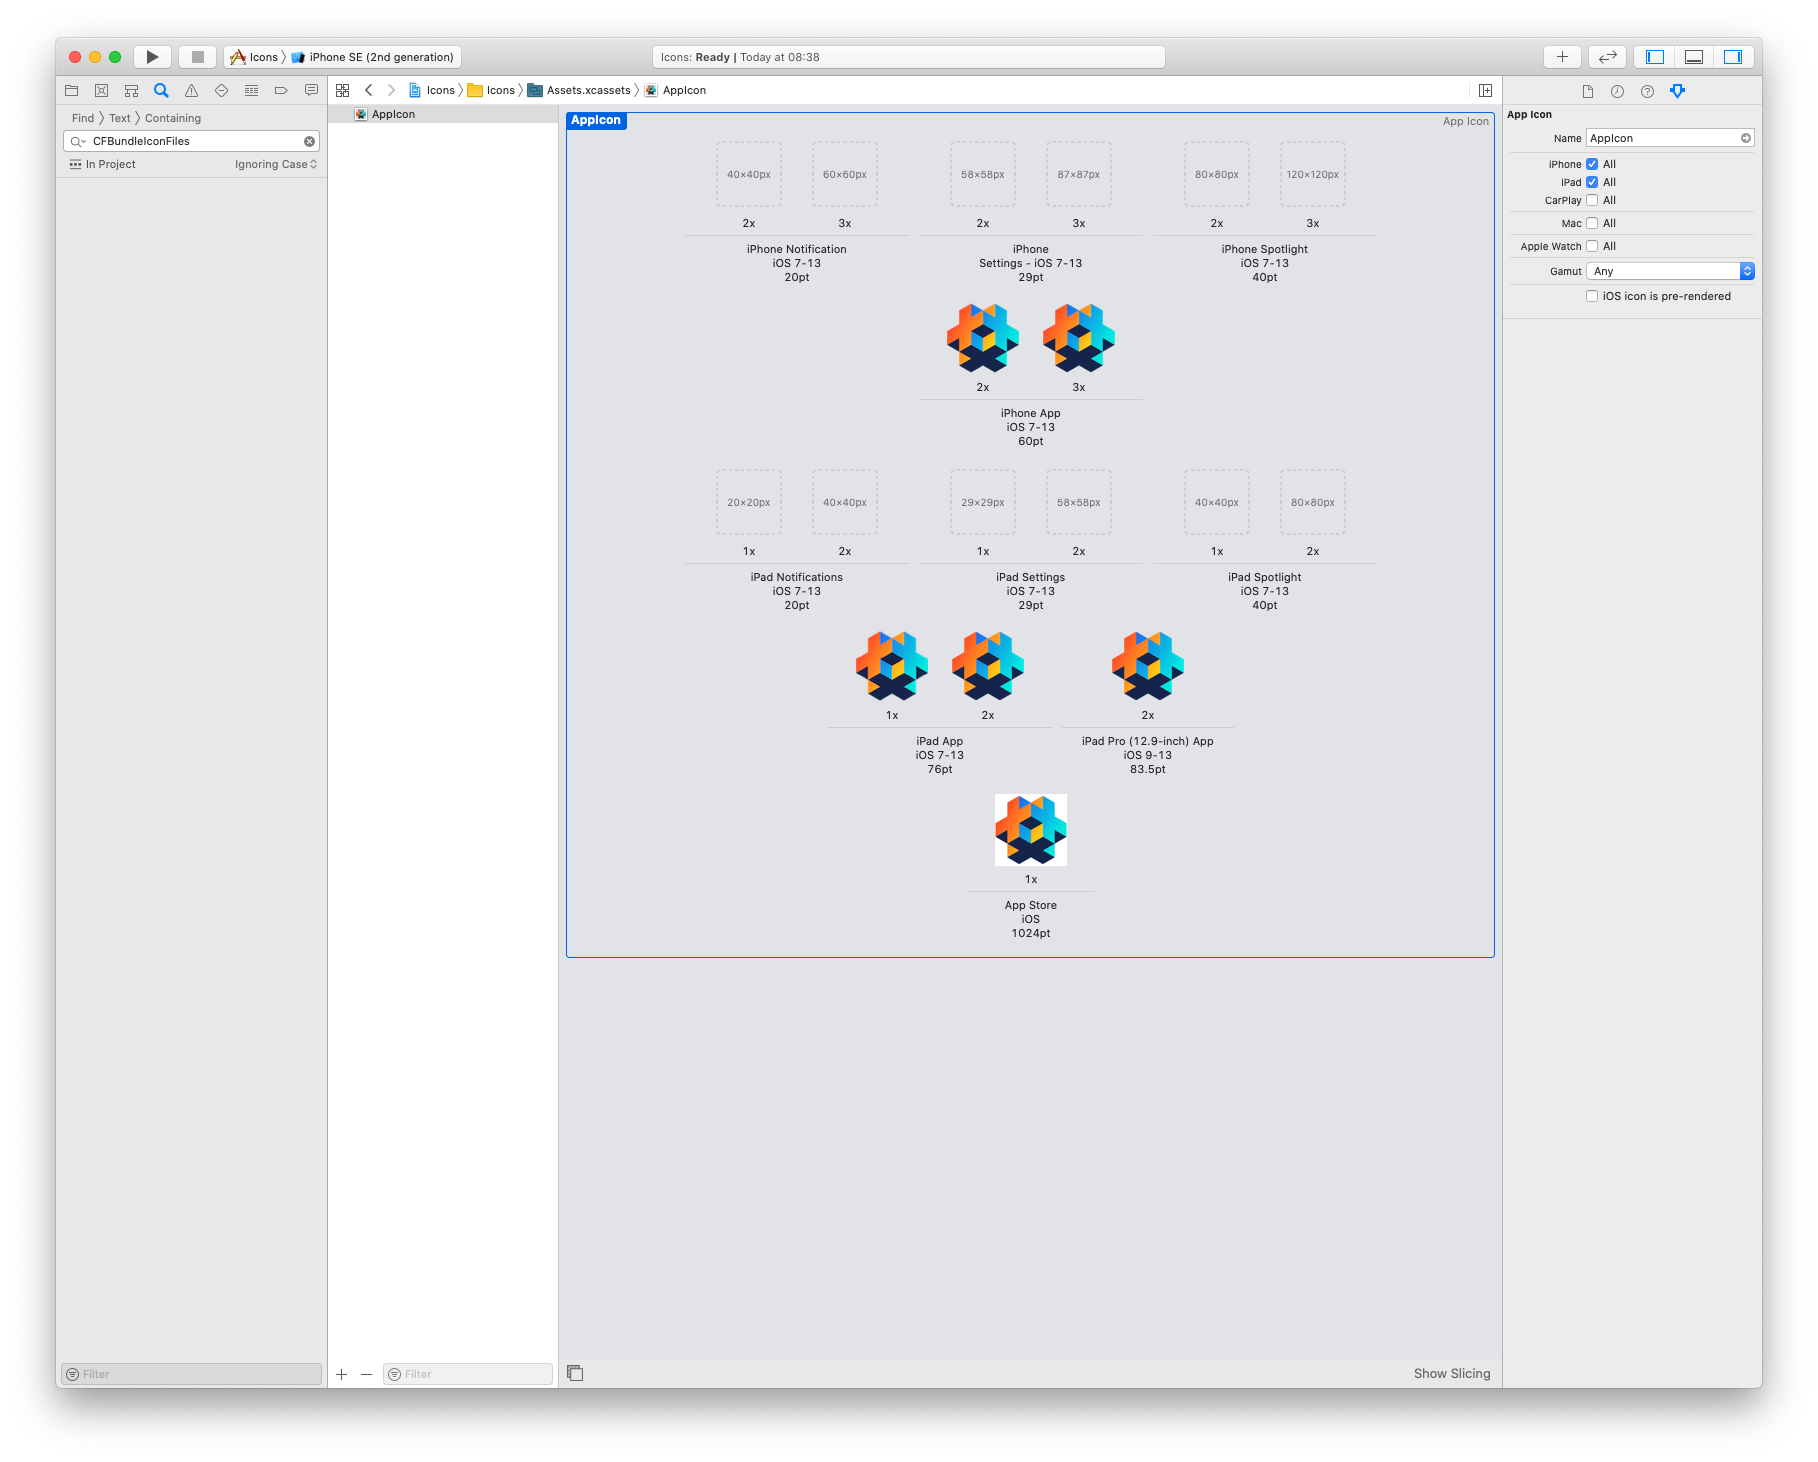 Icons iPhone SE (2nd generation)
Icons: Ready | Today at 08:38
Find Text Containing
CFBundleIconFiles
In Project Ignoring Case
Filter
Icons Icons Assets.xcassets AppIcon
AppIcon
Filter
AppIcon App Icon
40×40px 60×60px 58×58px 87×87px 80×80px 120×120px
2x 3x 2x 3x 2x 3x
iPhone Notification iPhone iPhone Spotlight
iOS 7-13 Settings - iOS 7-13 iOS 7-13
20pt 29pt 40pt
2x 3x
iPhone App
iOS 7-13
60pt
20×20px 40×40px 29×29px 58×58px 40×40px 80×80px
1x 2x 1x 2x 1x 2x
iPad Notifications iPad Settings iPad Spotlight
iOS 7-13 iOS 7-13 iOS 7-13
20pt 29pt 40pt
1x 2x 2x
iPad App iPad Pro (12.9-inch) App
iOS 7-13 iOS 9-13
76pt 83.5pt
1x
App Store
iOS
1024pt
Show Slicing
App Icon
Name AppIcon
iPhone All
iPad All
CarPlay All
Mac All
Apple Watch All
Gamut Any
iOS icon is pre-rendered